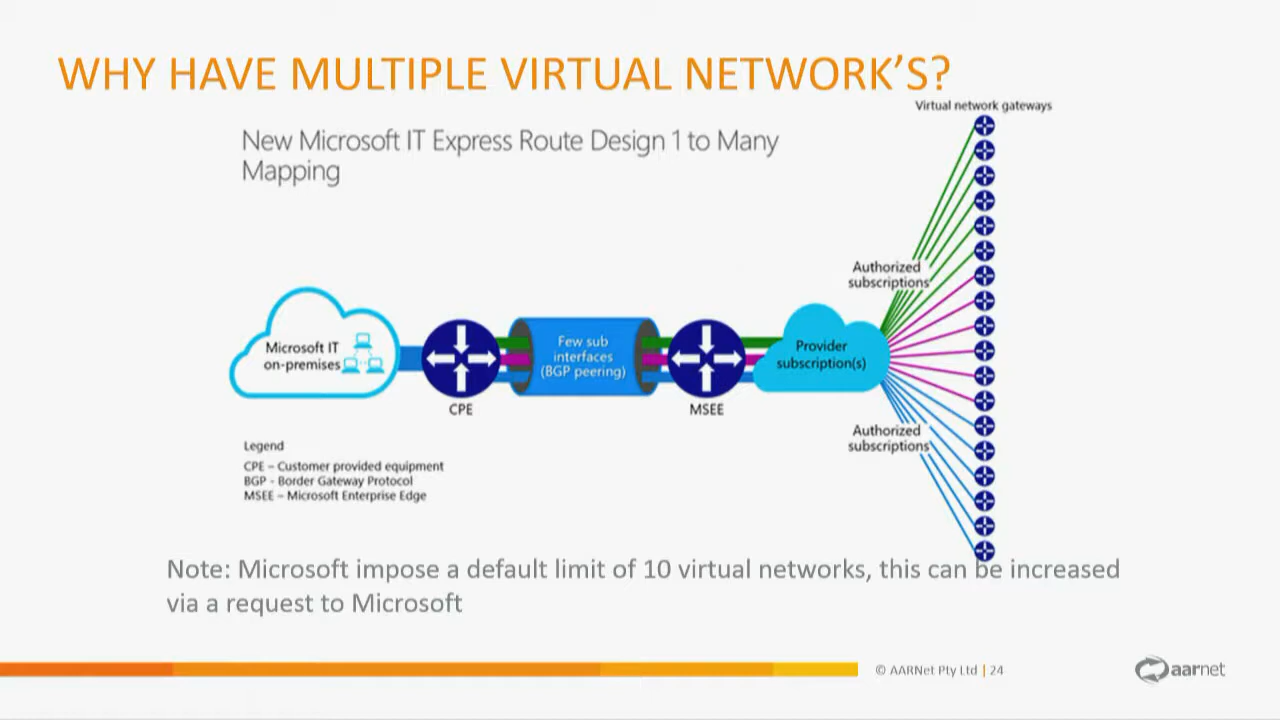 WHY HAVE MULTIPLE VIRTUAL NETWORK'S?
Virtual network gateways
New Microsoft IT Express Route Design 1 to Many
Mapping
Authorized
subscriptions
Microsoft IT
on-premises
CPE
Few sub
interfaces
(BGP peering)
MSEE
Provider
subscription(s)
Authorized
subscriptions
Legend
CPE – Customer provided equipment
BGP - Border Gateway Protocol
MSEE – Microsoft Enterprise Edge
Note: Microsoft impose a default limit of 10 virtual networks, this can be increased
via a request to Microsoft
© AARNet Pty Ltd | 24
aarnet